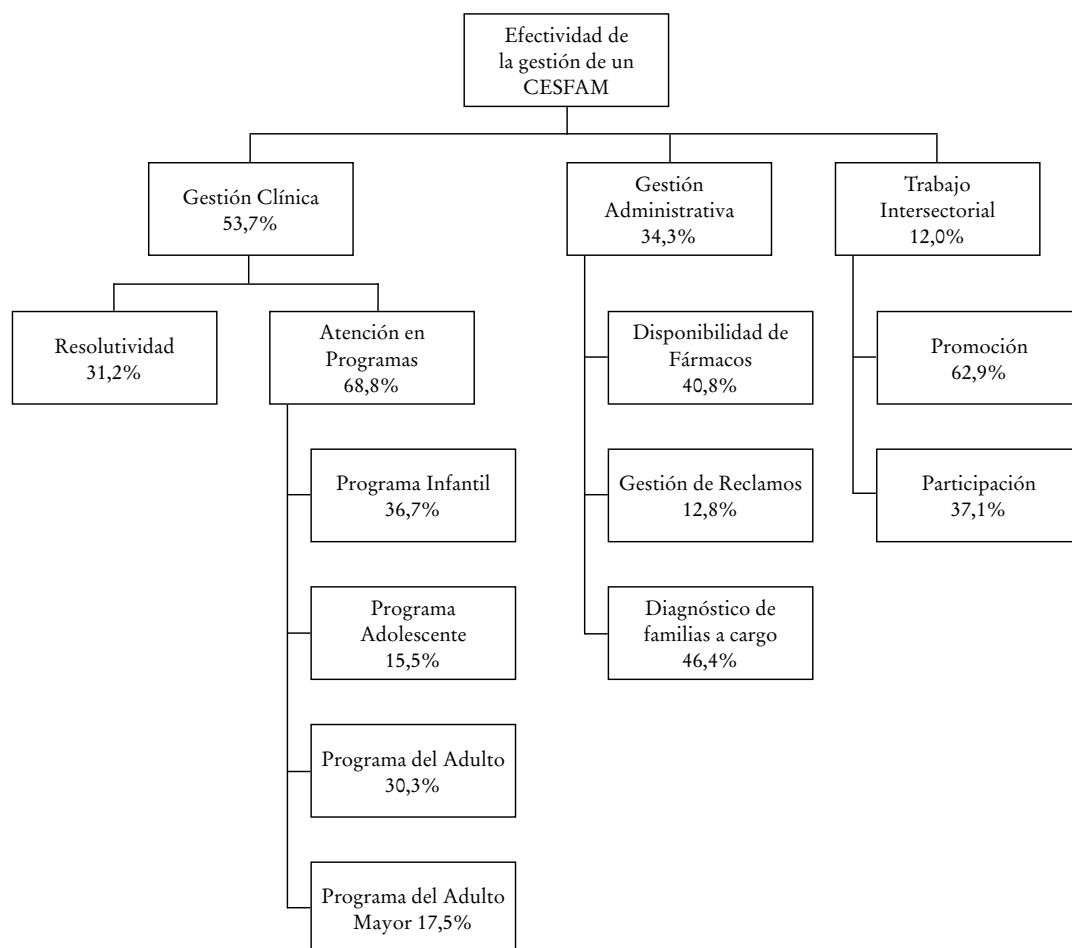 Efectividad de
la gestión de un
CESFAM
Gestión Clínica
53,7%
Gestión
Administrativa
34,3%
Trabajo
Intersectorial
12,0%
Resolutividad
31,2%
Atención en
Programas
68,8%
Disponibilidad de
Fármacos
40,8%
Promoción
62,9%
Programa Infantil
36,7%
Gestión de Reclamos
12,8%
Participación
37,1%
Programa
Adolescente
15,5%
Diagnóstico de
familias a cargo
46,4%
Programa del Adulto
30,3%
Programa del Adulto
Mayor 17,5%